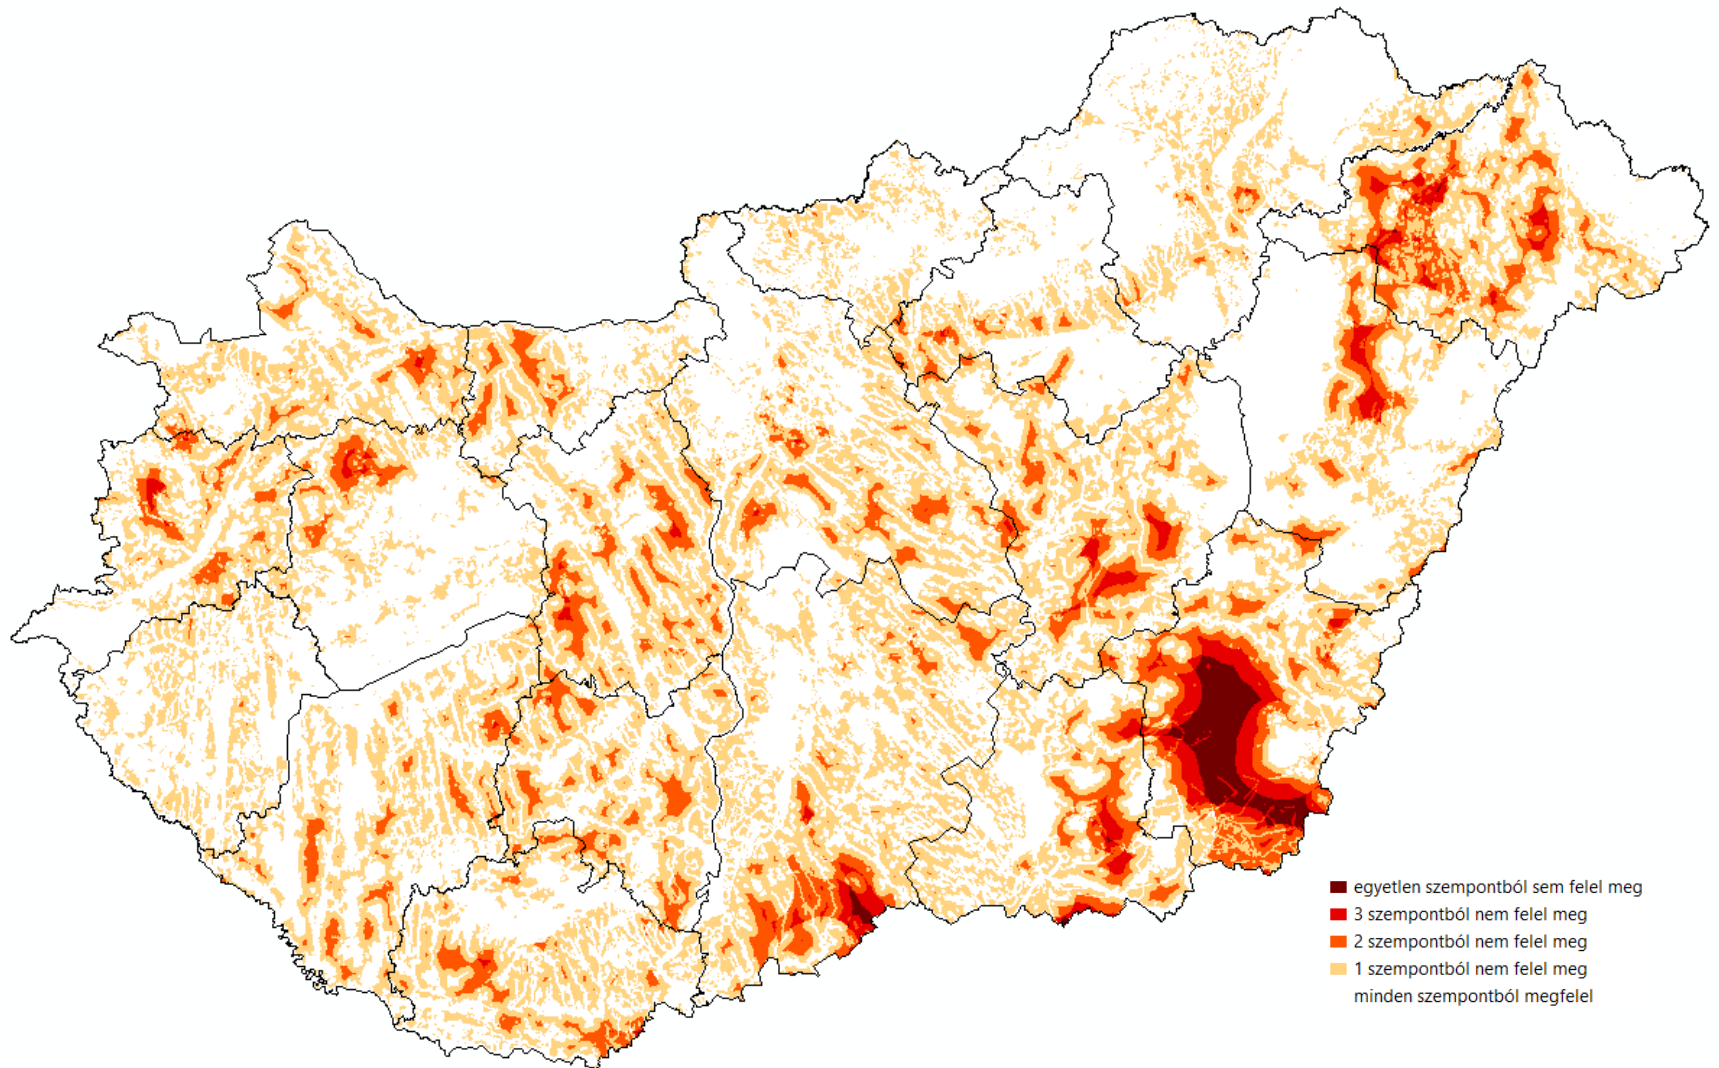 egyetlen szempontból sem felel meg
3 szempontból nem felel meg
2 szempontból nem felel meg
1 szempontból nem felel meg
minden szempontból megfelel